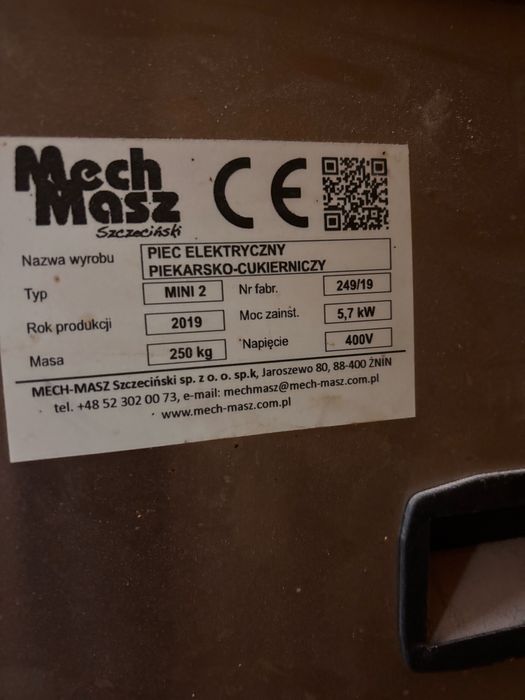 Mech
Masz
Szczeciński
CE
Nazwa wyrobu PIEC ELEKTRYCZNY
PIEKARSKO-CUKIERNICZY
Typ MINI 2 Nr fabr. 249/19
Rok produkcji 2019 Moc zainst. 5,7 kW
Masa 250 kg Napięcie 400V
MECH-MASZ Szczeciński sp. z o. o. sp.k, Jaroszewo 80, 88-400 ŻNIN
tel. +48 52 302 00 73, e-mail: mechmasz@mech-masz.com.pl
www.mech-masz.com.pl